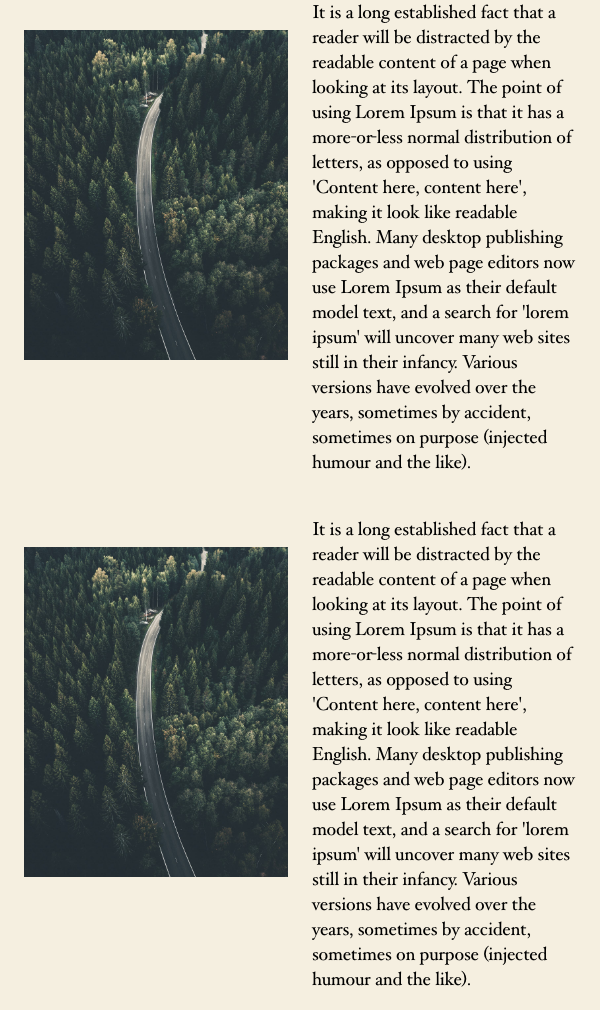 It is a long established fact that a
reader will be distracted by the
readable content of a page when
looking at its layout. The point of
using Lorem Ipsum is that it has a
more-or-less normal distribution of
letters, as opposed to using
'Content here, content here',
making it look like readable
English. Many desktop publishing
packages and web page editors now
use Lorem Ipsum as their default
model text, and a search for 'lorem
ipsum' will uncover many web sites
still in their infancy. Various
versions have evolved over the
years, sometimes by accident,
sometimes on purpose (injected
humour and the like).
It is a long established fact that a
reader will be distracted by the
readable content of a page when
looking at its layout. The point of
using Lorem Ipsum is that it has a
more-or-less normal distribution of
letters, as opposed to using
'Content here, content here',
making it look like readable
English. Many desktop publishing
packages and web page editors now
use Lorem Ipsum as their default
model text, and a search for 'lorem
ipsum' will uncover many web sites
still in their infancy. Various
versions have evolved over the
years, sometimes by accident,
sometimes on purpose (injected
humour and the like).